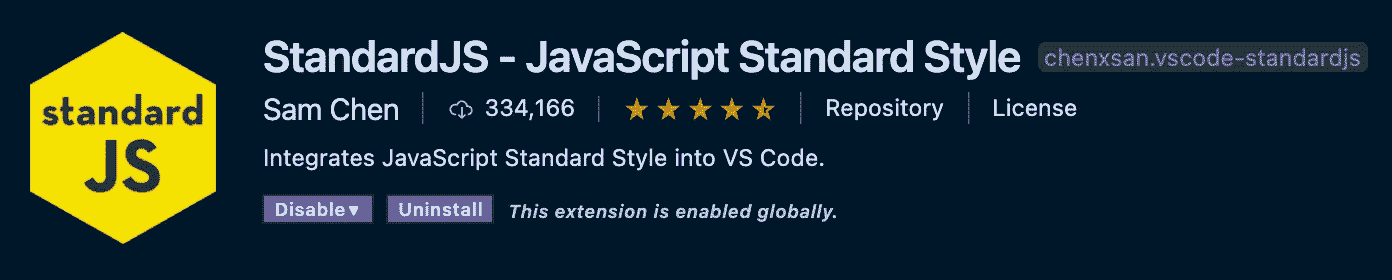 standard
JS
StandardJS - JavaScript Standard Style chenxsan.vscode-standardjs
Sam Chen 334,166 Repository License
Integrates JavaScript Standard Style into VS Code.
Disable Uninstall This extension is enabled globally.